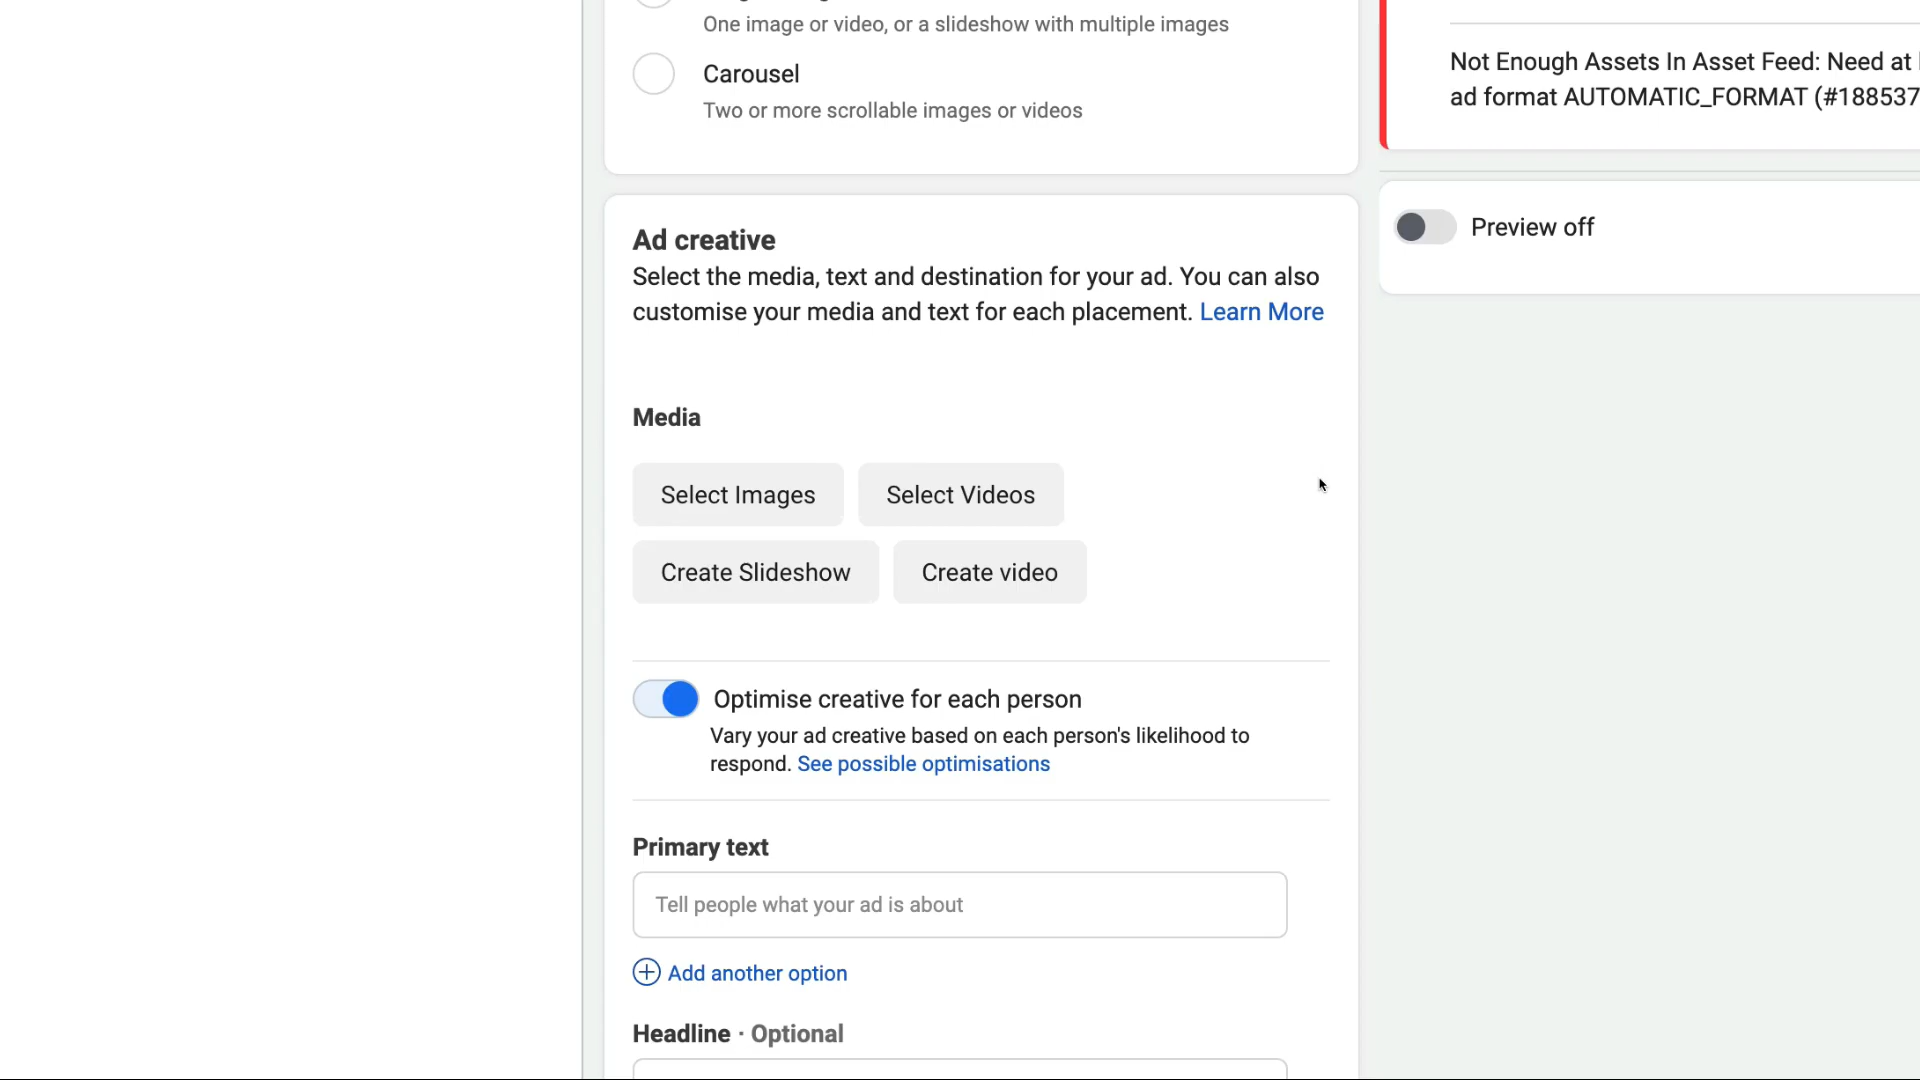 One image or video, or a slideshow with multiple images
Carousel
Two or more scrollable images or videos
Not Enough Assets In Asset Feed: Need at
ad format AUTOMATIC_FORMAT (#188537
Preview off
Ad creative
Select the media, text and destination for your ad. You can also
customise your media and text for each placement. Learn More
Media
Select Images
Select Videos
Create Slideshow
Create video
Optimise creative for each person
Vary your ad creative based on each person's likelihood to
respond. See possible optimisations
Primary text
Tell people what your ad is about
Add another option
Headline · Optional